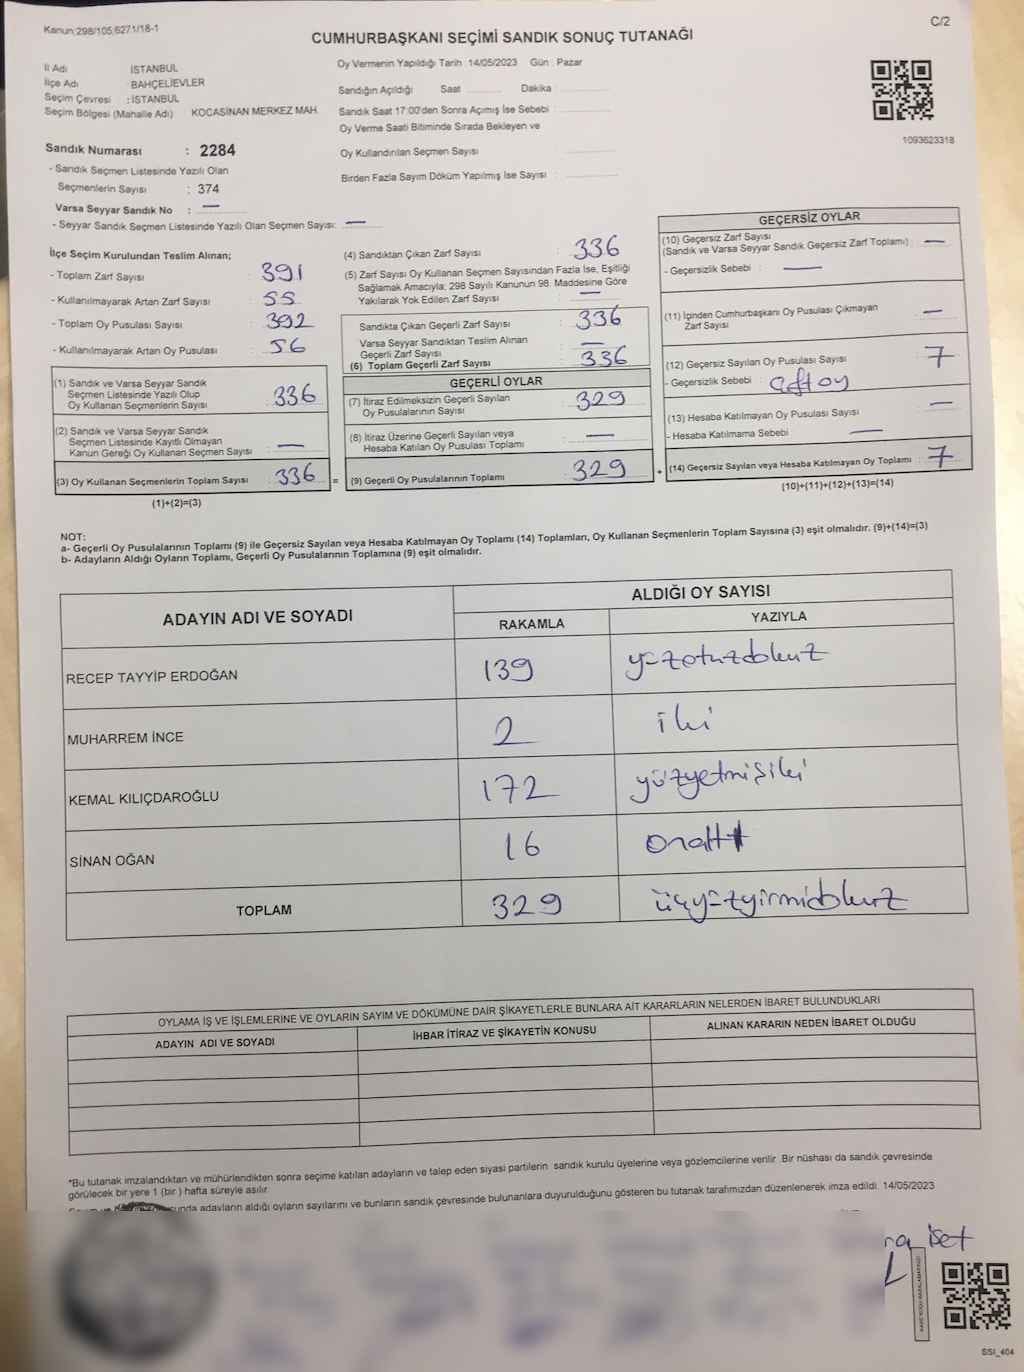 Kanun:298/105,6271/18-1
C/2
CUMHURBAŞKANI SEÇİMİ SANDIK SONUÇ TUTANAĞI
İl Adı İSTANBUL
İlçe Adı BAHÇELİEVLER
Seçim Çevresi :İSTANBUL
Seçim Bölgesi (Mahalle Adı) KOCASİNAN MERKEZ MAH.
Sandık Numarası : 2284
- Sandık Seçmen Listesinde Yazılı Olan
Seçmenlerin Sayısı : 374
Varsa Seyyar Sandık No : —
- Seyyar Sandık Seçmen Listesinde Yazılı Olan Seçmen Sayısı: —
Oy Vermenin Yapıldığı Tarih :14/05/2023 Gün : Pazar
Sandığın Açıldığı Saat Dakika
Sandık Saat 17:00'den Sonra Açımış İse Sebebi :
Oy Verme Saati Bitiminde Sırada Bekleyen ve
Oy Kullandırılan Seçmen Sayısı
Birden Fazla Sayım Döküm Yapılmış İse Sayısı :
1093623318
İlçe Seçim Kurulundan Teslim Alınan;
- Toplam Zarf Sayısı : 391
- Kullanılmayarak Artan Zarf Sayısı : 55
- Toplam Oy Pusulası Sayısı : 392
- Kullanılmayarak Artan Oy Pusulası : 56
(1) Sandık ve Varsa Seyyar Sandık
Seçmen Listesinde Yazılı Olup
Oy Kullanan Seçmenlerin Sayısı : 336
(2) Sandık ve Varsa Seyyar Sandık
Seçmen Listesinde Kayıtlı Olmayan
Kanun Gereği Oy Kullanan Seçmen Sayısı : —
(3) Oy Kullanan Seçmenlerin Toplam Sayısı : 336 =
(1)+(2)=(3)
(4) Sandıktan Çıkan Zarf Sayısı : 336
(5) Zarf Sayısı Oy Kullanan Seçmen Sayısından Fazla İse, Eşitliği
Sağlamak Amacıyla; 298 Sayılı Kanunun 98. Maddesine Göre
Yakılarak Yok Edilen Zarf Sayısı : —
Sandıkta Çıkan Geçerli Zarf Sayısı : 336
Varsa Seyyar Sandıktan Teslim Alınan
Geçerli Zarf Sayısı : —
(6) Toplam Geçerli Zarf Sayısı : 336
GEÇERLİ OYLAR
(7) İtiraz Edilmeksizin Geçerli Sayılan
Oy Pusulalarının Sayısı : 329
(8) İtiraz Üzerine Geçerli Sayılan veya
Hesaba Katılan Oy Pusulası Toplamı : —
(9) Geçerli Oy Pusulalarının Toplamı : 329 +
GEÇERSİZ OYLAR
(10) Geçersiz Zarf Sayısı
(Sandık ve Varsa Seyyar Sandık Geçersiz Zarf Toplamı) : —
- Geçersizlik Sebebi : —
(11) İçinden Cumhurbaşkanı Oy Pusulası Çıkmayan
Zarf Sayısı : —
(12) Geçersiz Sayılan Oy Pusulası Sayısı : 7
- Geçersizlik Sebebi : çift oy
(13) Hesaba Katılmayan Oy Pusulası Sayısı : —
- Hesaba Katılmama Sebebi : —
(14) Geçersiz Sayılan veya Hesaba Katılmayan Oy Toplamı : 7
(10)+(11)+(12)+(13)=(14)
NOT:
a- Geçerli Oy Pusulalarının Toplamı (9) ile Geçersiz Sayılan veya Hesaba Katılmayan Oy Toplamı (14) Toplamları, Oy Kullanan Seçmenlerin Toplam Sayısına (3) eşit olmalıdır. (9)+(14)=(3)
b- Adayların Aldığı Oyların Toplamı, Geçerli Oy Pusulalarının Toplamına (9) eşit olmalıdır.
ADAYIN ADI VE SOYADI
ALDIĞI OY SAYISI
RAKAMLA YAZIYLA
RECEP TAYYİP ERDOĞAN 139 yüzotuzdokuz
MUHARREM İNCE 2 iki
KEMAL KILIÇDAROĞLU 172 yüzyetmişiki
SİNAN OĞAN 16 onaltı
TOPLAM 329 üçyüzyirmidokuz
OYLAMA İŞ VE İŞLEMLERİNE VE OYLARIN SAYIM VE DÖKÜMÜNE DAİR ŞİKAYETLERLE BUNLARA AİT KARARLARIN NELERDEN İBARET BULUNDUKLARI
ADAYIN ADI VE SOYADI İHBAR İTİRAZ VE ŞİKAYETİN KONUSU ALINAN KARARIN NEDEN İBARET OLDUĞU
*Bu tutanak imzalandıktan ve mühürlendikten sonra seçime katılan adayların ve talep eden siyasi partilerin sandık kurulu üyelerine veya gözlemcilerine verilir. Bir nüshası da sandık çevresinde
görülecek bir yere 1 (bir ) hafta süreyle asılır.
adayların aldığı oyların sayılarını ve bunların sandık çevresinde bulunanlara duyurulduğunu gösteren bu tutanak tarafımızdan düzenlenerek imza edildi. 14/05/2023
SSI_404